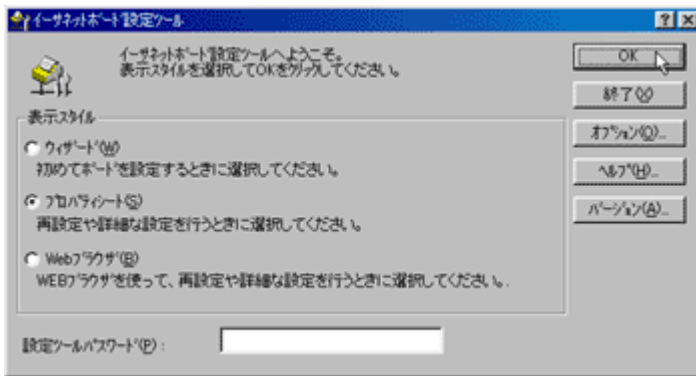 イーサネットボード設定ツール
イーサネットボード設定ツールへようこそ。
表示スタイルを選択してOKをクリックしてください。
OK
終了(X)
オプション(O)...
ヘルプ(H)...
バージョン(A)...
表示スタイル
ウィザード(W)
初めてボードを設定するときに選択してください。
プロパティシート(S)
再設定や詳細な設定を行うときに選択してください。
Webブラウザ(B)
WEBブラウザを使って、再設定や詳細な設定を行うときに選択してください。.
設定ツールパスワード(P) :